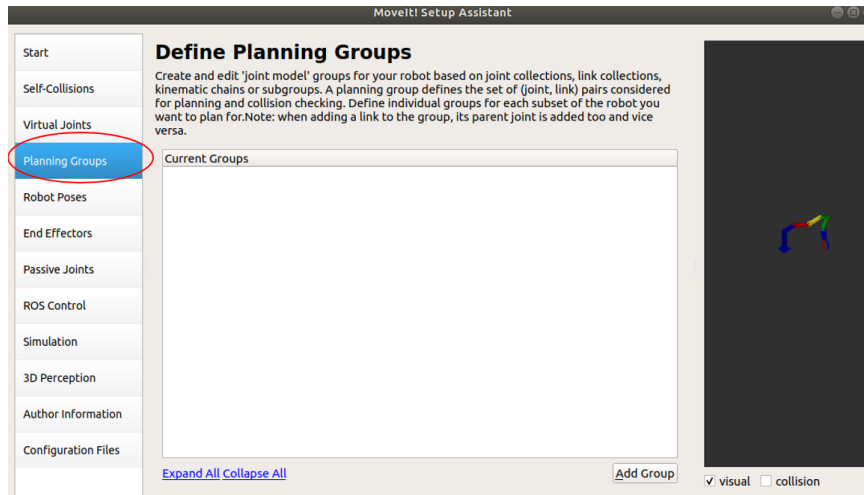 MoveIt! Setup Assistant
Start
Self-Collisions
Virtual Joints
Planning Groups
Robot Poses
End Effectors
Passive Joints
ROS Control
Simulation
3D Perception
Author Information
Configuration Files
Define Planning Groups
Create and edit 'joint model' groups for your robot based on joint collections, link collections,
kinematic chains or subgroups. A planning group defines the set of (joint, link) pairs considered
for planning and collision checking. Define individual groups for each subset of the robot you
want to plan for.Note: when adding a link to the group, its parent joint is added too and vice
versa.
Current Groups
Expand All Collapse All
Add Group
visual
collision